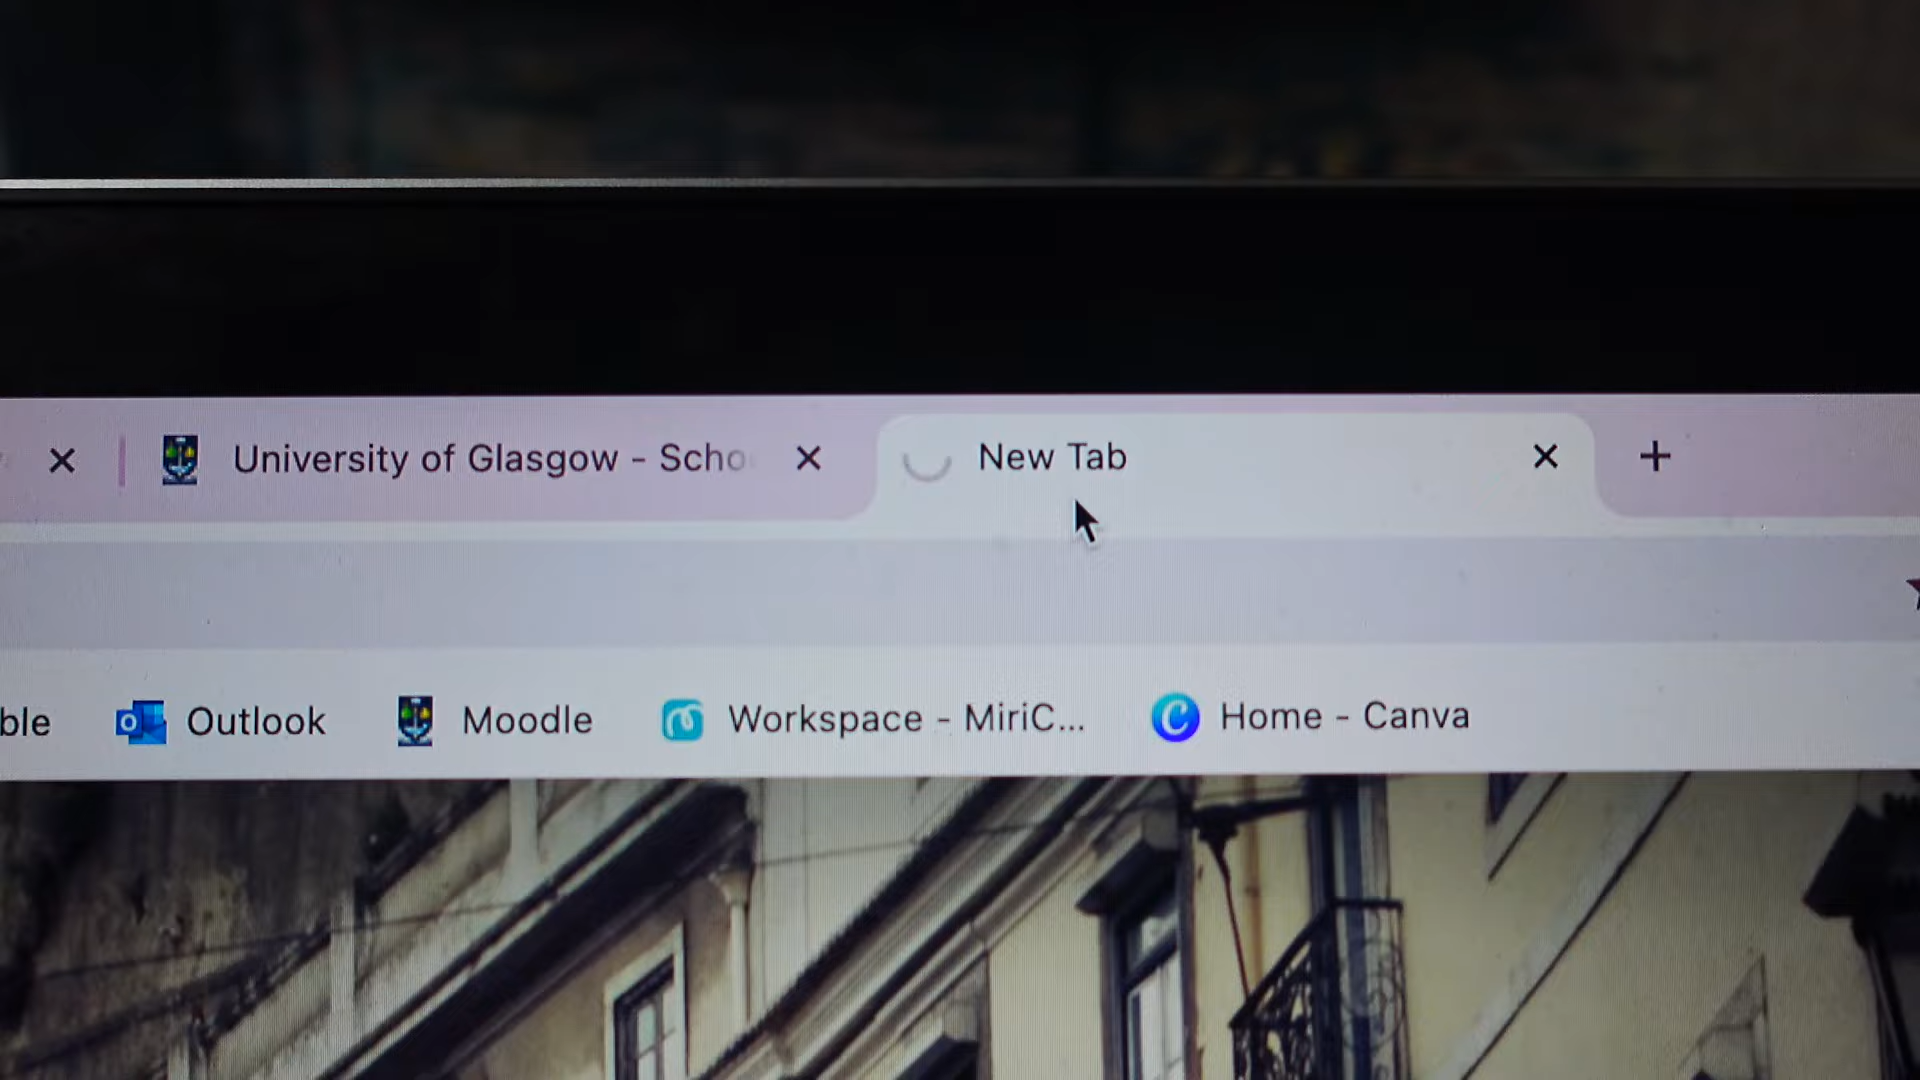 University of Glasgow - Scho
New Tab
ble
Outlook
Moodle
Workspace - MiriC...
Home - Canva